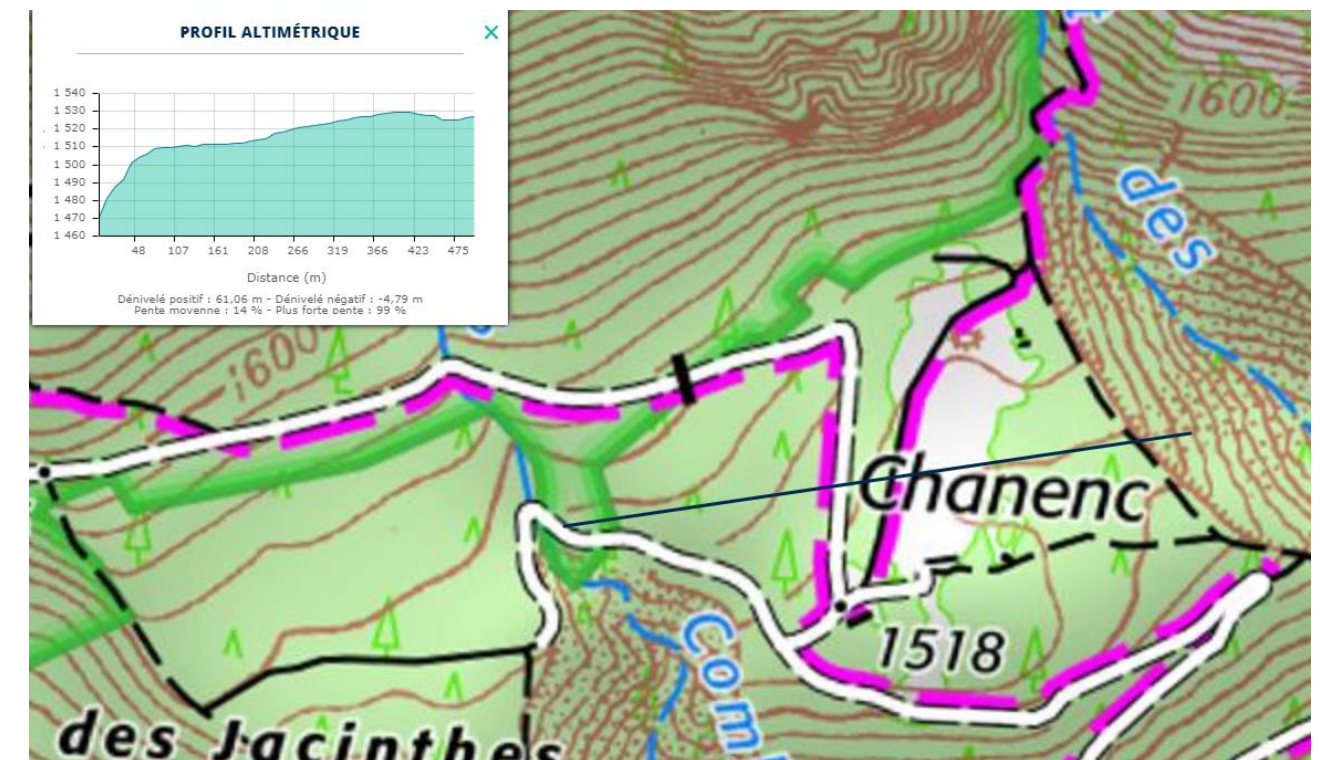 PROFIL ALTIMÉTRIQUE
×
1 540
1 530
1 520
1 510
1 500
1 490
1 480
1 470
1 460
48 107 161 208 266 319 366 423 475
Distance (m)
Dénivelé positif : 61,06 m - Dénivelé négatif : -4,79 m
Pente moyenne : 14 % - Plus forte pente : 99 %
1600
des
1600
Chanenc
1518
Com
des Jacinthes